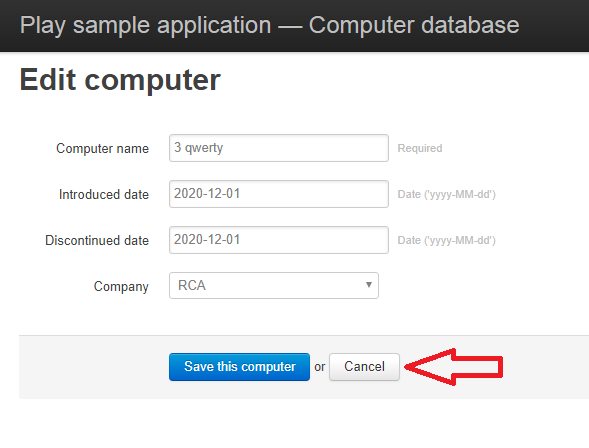 Play sample application — Computer database
Edit computer
Computer name 3 qwerty Required
Introduced date 2020-12-01 Date ('yyyy-MM-dd')
Discontinued date 2020-12-01 Date ('yyyy-MM-dd')
Company RCA
Save this computer or Cancel